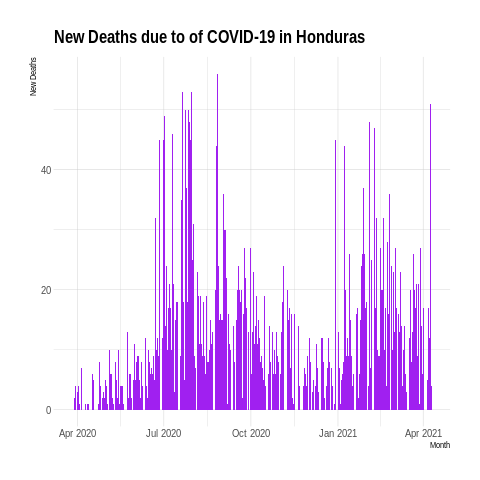 New Deaths due to of COVID-19 in Honduras
New Deaths
40
20
0
Apr 2020 Jul 2020 Oct 2020 Jan 2021 Apr 2021
Month